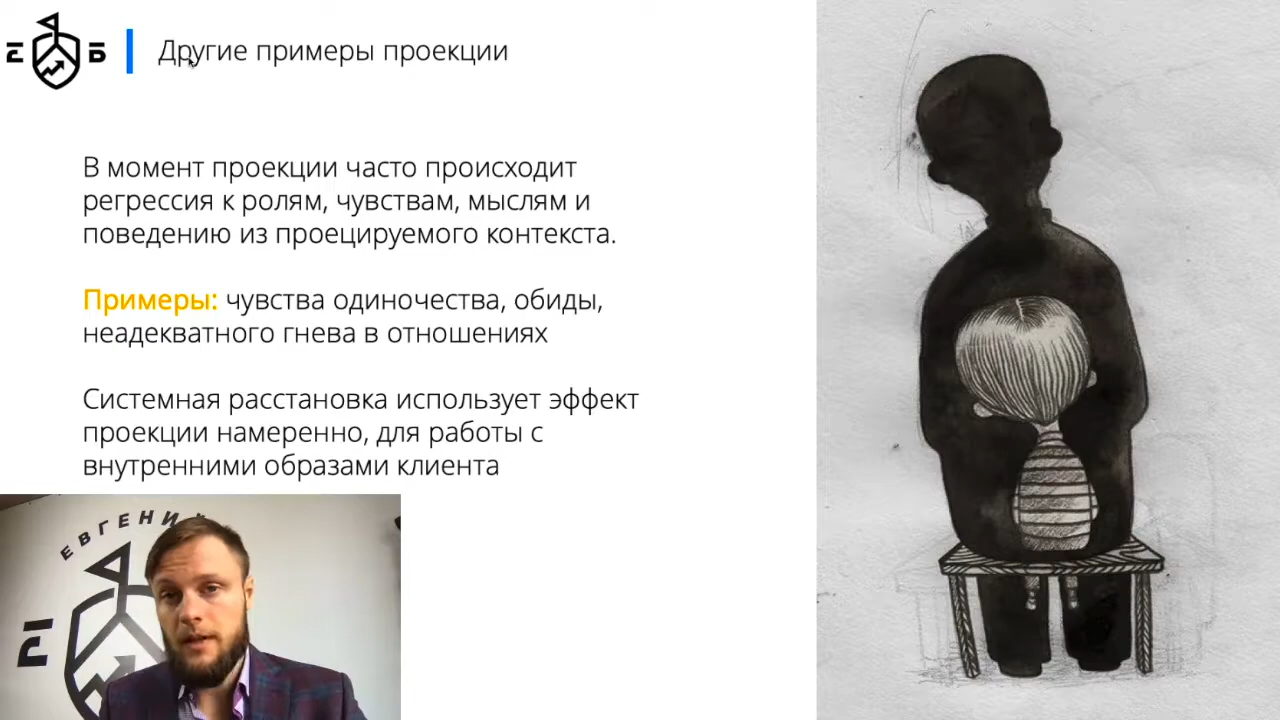 Б Б
Другие примеры проекции
В момент проекции часто происходит
регрессия к ролям, чувствам, мыслям и
поведению из проецируемого контекста.
Примеры: чувства одиночества, обиды,
неадекватного гнева в отношениях
Системная расстановка использует эффект
проекции намеренно, для работы с
внутренними образами клиента
ЕВГЕНИ